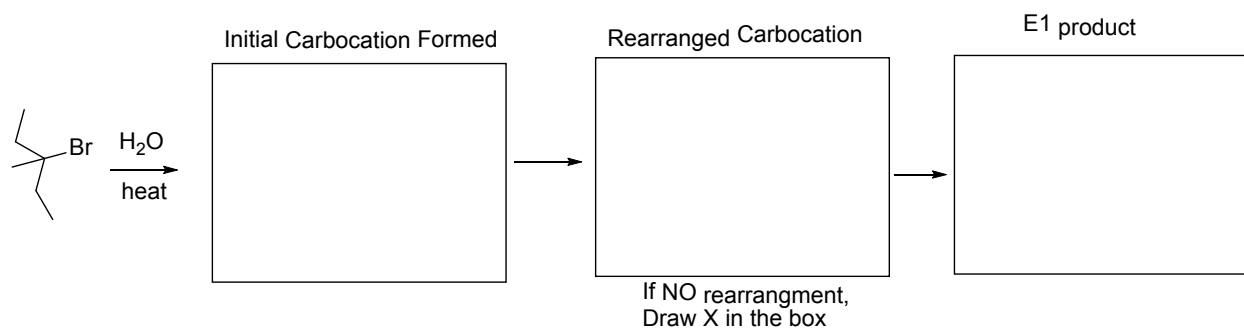 Initial Carbocation Formed
Rearranged Carbocation
E1 product
Br
H2O
heat
If NO rearrangment,
Draw X in the box